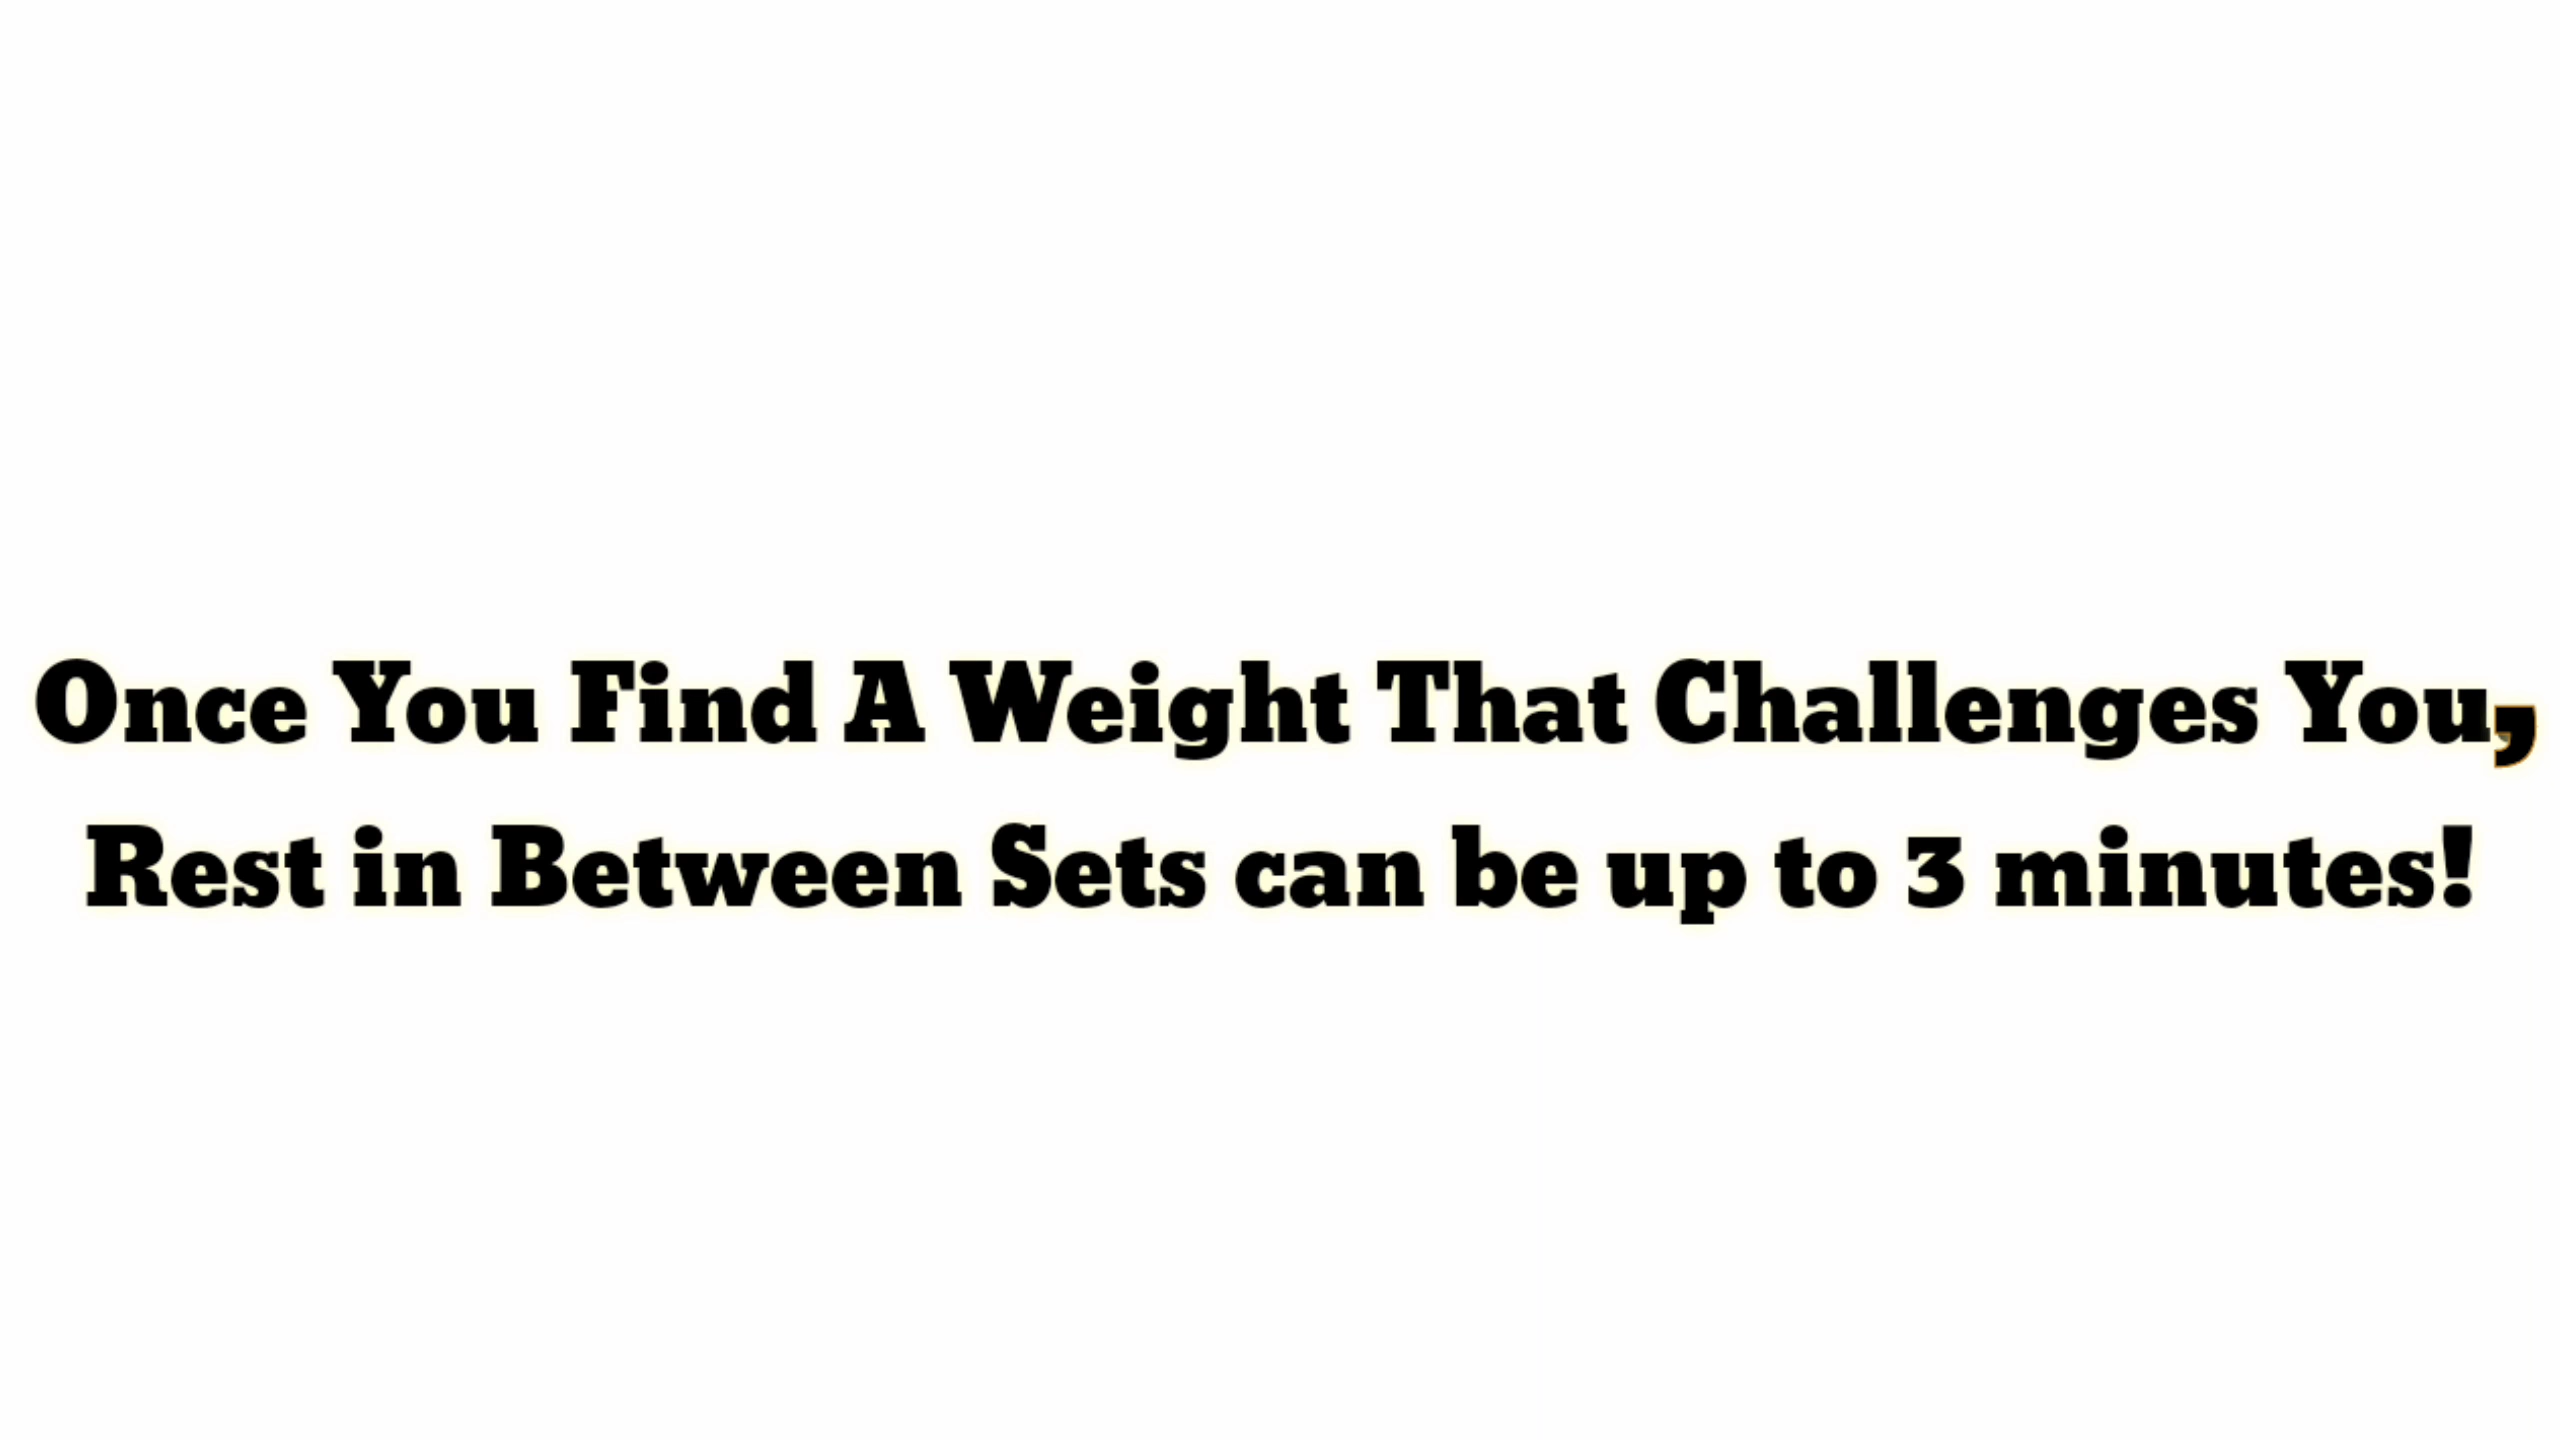 Once You Find A Weight That Challenges You,
Rest in Between Sets can be up to 3 minutes!